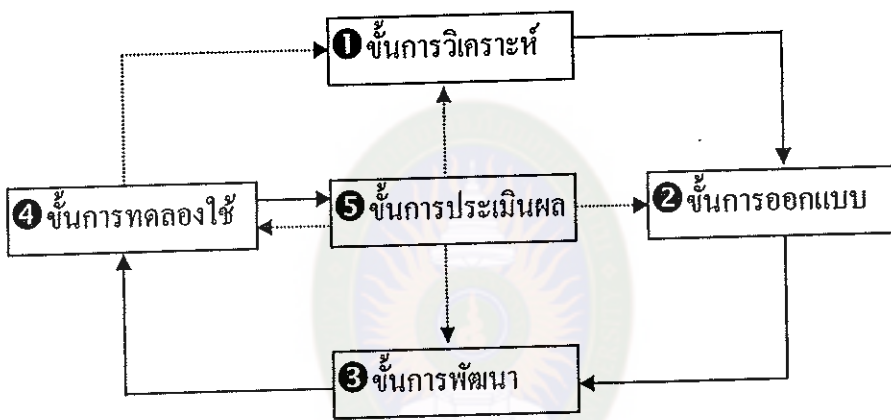 ❶ ขั้นการวิเคราะห์
❹ ขั้นการทดลองใช้
❺ ขั้นการประเมินผล
❷ ขั้นการออกแบบ
❸ ขั้นการพัฒนา